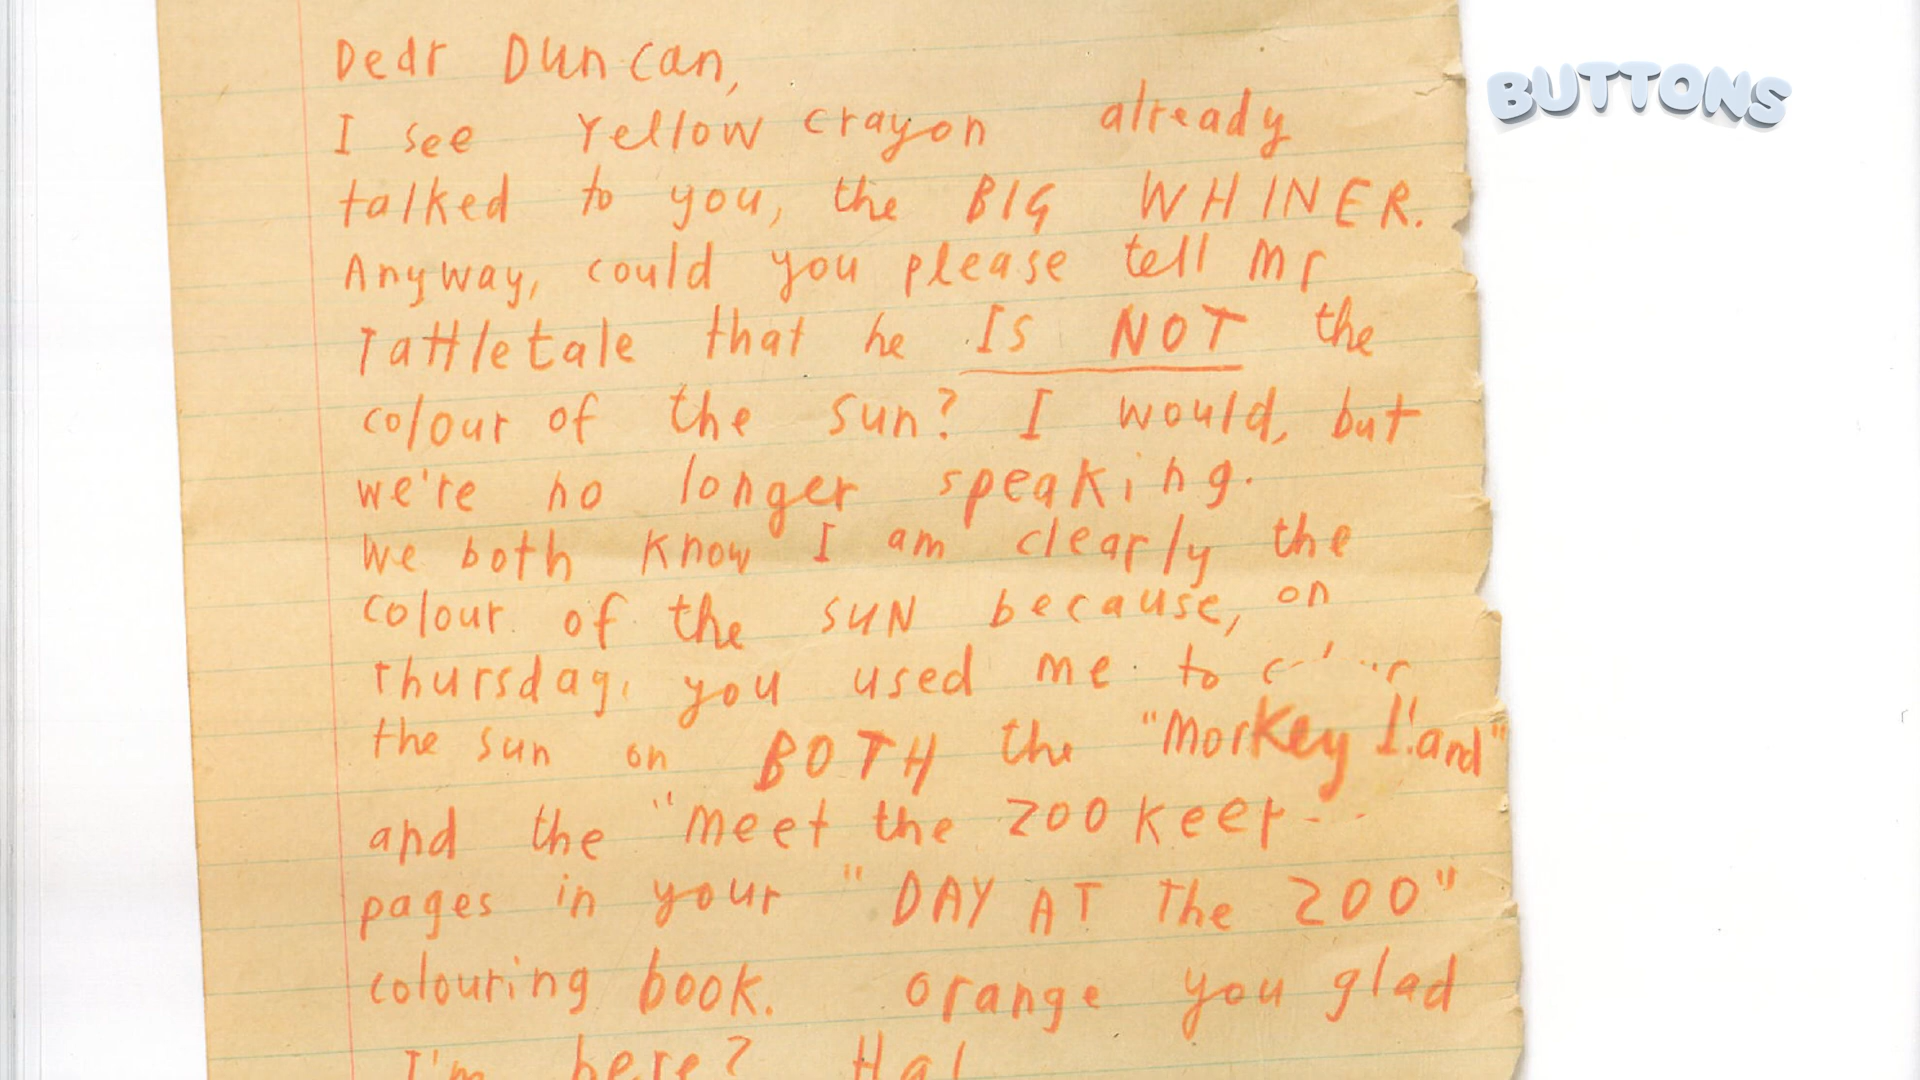 Dear Duncan,
I see Yellow crayon already
talked to you, the BIG WHINER.
Anyway, could you please tell Mr
Tattletale that he IS NOT the
colour of the sun? I would, but
we're no longer speaking.
We both know I am clearly the
colour of the SUN because, on
Thursday, you used me to
the sun on BOTH the "Monkey
and the "Meet the
pages in your "DAY AT The ZOO"
colouring book. Orange you glad
I'm here? Ha!
BUTTONS